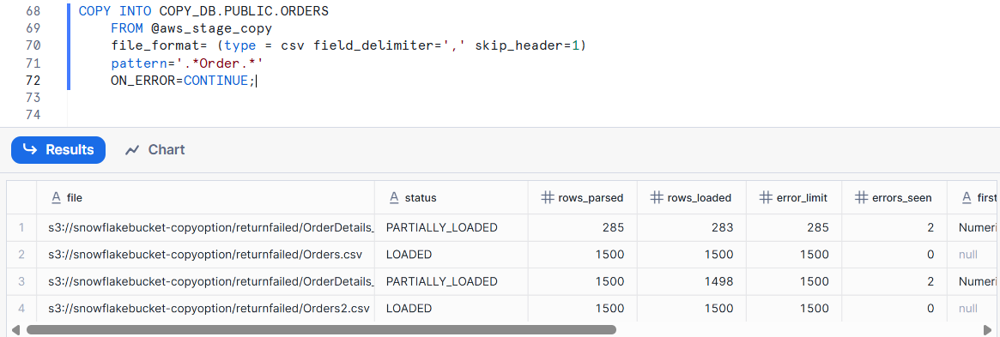 68 COPY INTO COPY_DB.PUBLIC.ORDERS
69 FROM @aws_stage_copy
70 file_format= (type = csv field_delimiter=',' skip_header=1)
71 pattern='.*Order.*'
72 ON_ERROR=CONTINUE;
73
74
Results Chart
A file A status # rows_parsed # rows_loaded # error_limit # errors_seen A first
1 s3://snowflakebucket-copyoption/returnfailed/OrderDetails_ PARTIALLY_LOADED 285 283 285 2 Numeri
2 s3://snowflakebucket-copyoption/returnfailed/Orders.csv LOADED 1500 1500 1500 0 null
3 s3://snowflakebucket-copyoption/returnfailed/OrderDetails_ PARTIALLY_LOADED 1500 1498 1500 2 Numeri
4 s3://snowflakebucket-copyoption/returnfailed/Orders2.csv LOADED 1500 1500 1500 0 null